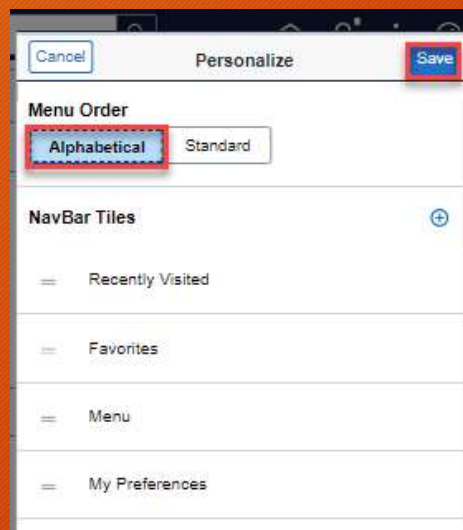 Cancel Personalize Save
Menu Order
Alphabetical Standard
NavBar Tiles
Recently Visited
Favorites
Menu
My Preferences